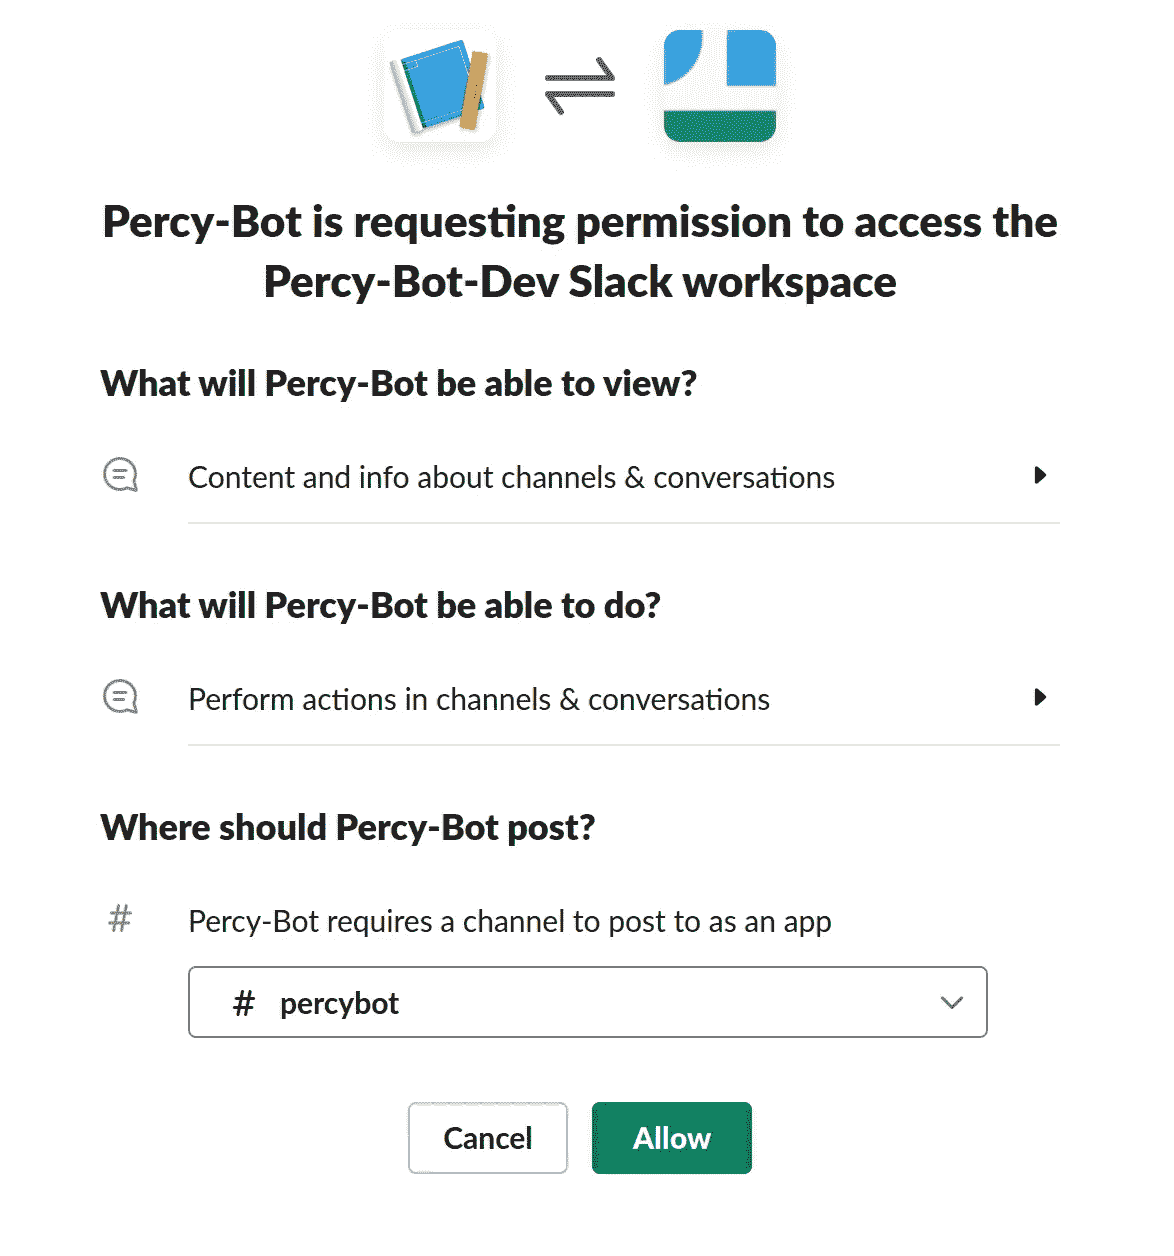 Percy-Bot is requesting permission to access the
Percy-Bot-Dev Slack workspace
What will Percy-Bot be able to view?
Content and info about channels & conversations
What will Percy-Bot be able to do?
Perform actions in channels & conversations
Where should Percy-Bot post?
# Percy-Bot requires a channel to post to as an app
# percybot
Cancel Allow